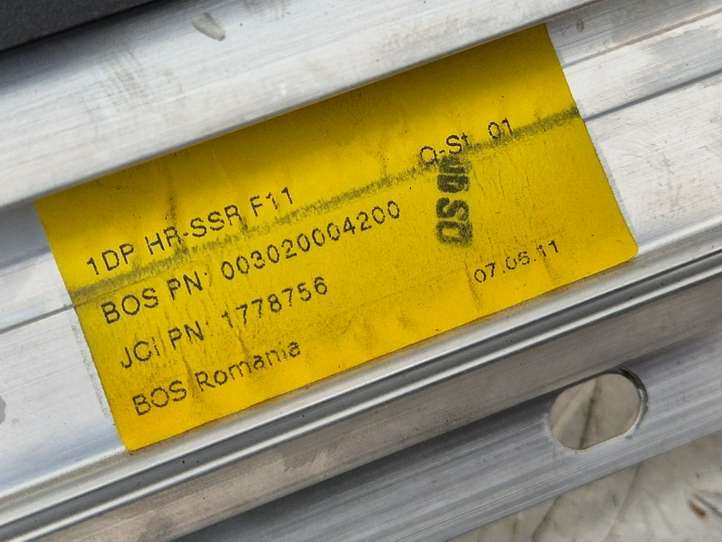 1DP HR-SSR F11
Q-St. 01
BOS PN: 003020004200
JCI PN: 1778756
07.06.11
BOS Romania